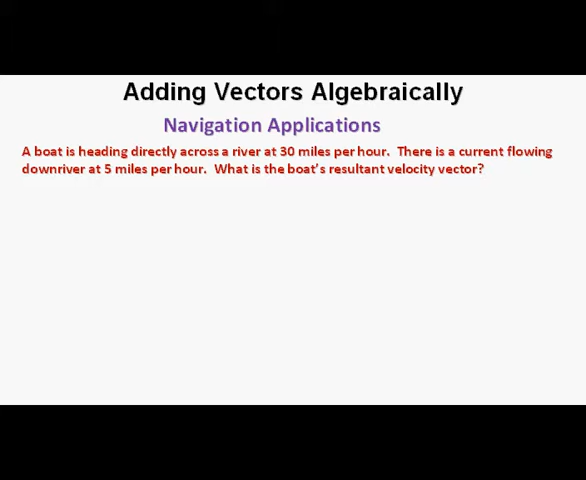 Adding Vectors Algebraically
Navigation Applications
A boat is heading directly across a river at 30 miles per hour. There is a current flowing
downriver at 5 miles per hour. What is the boat's resultant velocity vector?